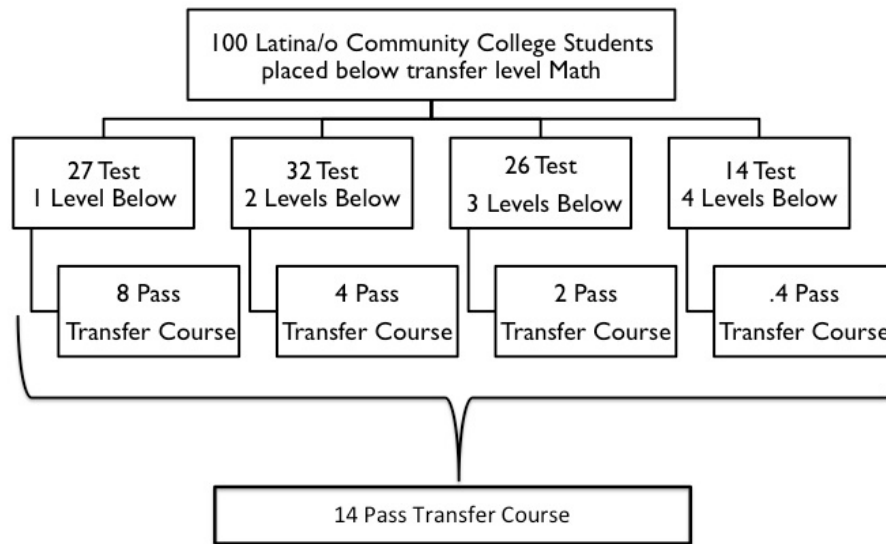 100 Latina/o Community College Students
placed below transfer level Math
27 Test
1 Level Below
32 Test
2 Levels Below
26 Test
3 Levels Below
14 Test
4 Levels Below
8 Pass
Transfer Course
4 Pass
Transfer Course
2 Pass
Transfer Course
.4 Pass
Transfer Course
14 Pass Transfer Course